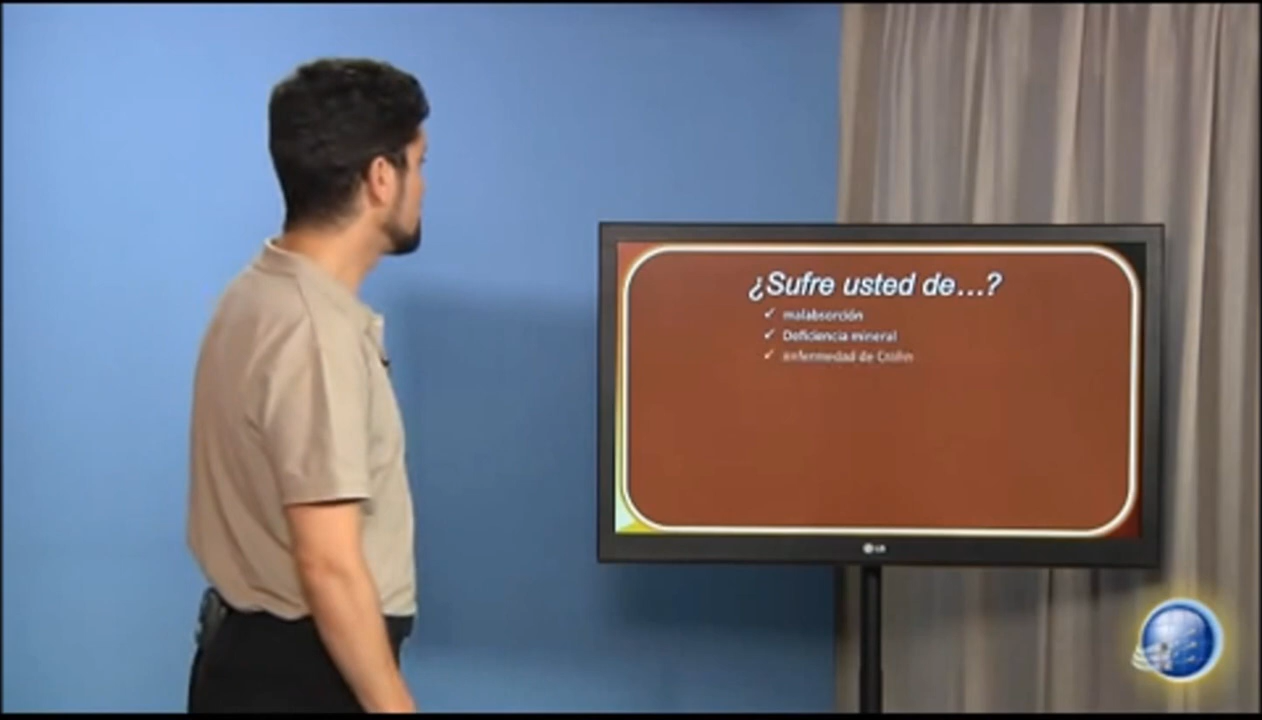 ¿Sufre usted de...?
✓ malabsorción
✓ Deficiencia mineral
✓ enfermedad de Crohn
LG